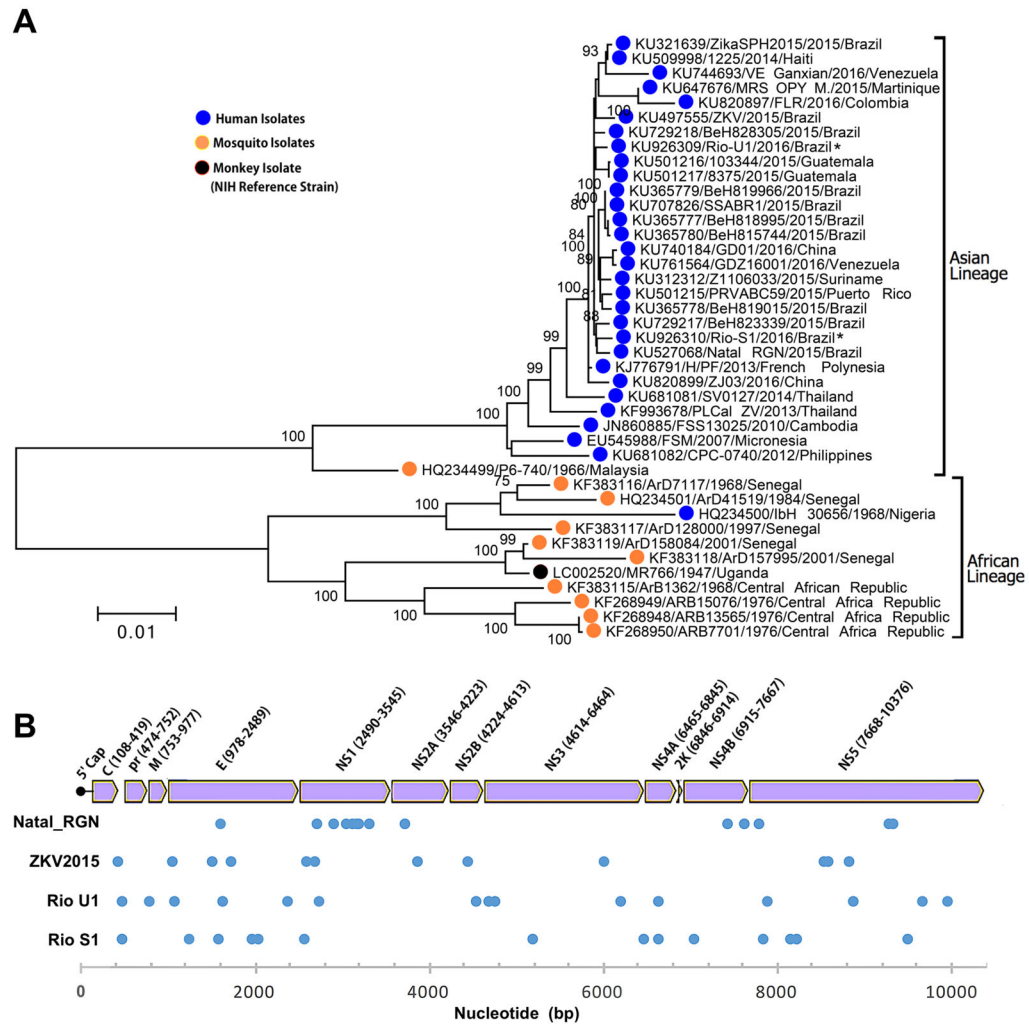 A
Human Isolates
Mosquito Isolates
Monkey Isolate
(NIH Reference Strain)
KU321639/ZikaSPH2015/2015/Brazil
KU509998/1225/2014/Haiti
KU744693/VE Ganxian/2016/Venezuela
KU647676/MRS OPY M./2015/Martinique
KU820897/FLR/2016/Colombia
KU497555/ZKV/2015/Brazil
KU729218/BeH828305/2015/Brazil
KU926309/Rio-U1/2016/Brazil*
KU501216/103344/2015/Guatemala
KU501217/8375/2015/Guatemala
KU365779/BeH819966/2015/Brazil
KU707826/SSABR1/2015/Brazil
KU365777/BeH818995/2015/Brazil
KU365780/BeH815744/2015/Brazil
KU740184/GD01/2016/China
KU761564/GDZ16001/2016/Venezuela
KU312312/Z1106033/2015/Suriname
KU501215/PRVABC59/2015/Puerto Rico
KU365778/BeH819015/2015/Brazil
KU729217/BeH823339/2015/Brazil
KU926310/Rio-S1/2016/Brazil*
KU527068/Natal RGN/2015/Brazil
KJ776791/H/PF/2013/French Polynesia
KU820899/ZJ03/2016/China
KU681081/SV0127/2014/Thailand
KF993678/PLCal ZV/2013/Thailand
JN860885/FSS13025/2010/Cambodia
EU545988/FSM/2007/Micronesia
KU681082/CPC-0740/2012/Philippines
HQ234499/P6-740/1966/Malaysia
KF383116/ArD7117/1968/Senegal
HQ234501/ArD41519/1984/Senegal
HQ234500/IbH 30656/1968/Nigeria
KF383117/ArD128000/1997/Senegal
KF383119/ArD158084/2001/Senegal
KF383118/ArD157995/2001/Senegal
LC002520/MR766/1947/Uganda
KF383115/ArB1362/1968/Central African Republic
KF268949/ARB15076/1976/Central Africa Republic
KF268948/ARB13565/1976/Central Africa Republic
KF268950/ARB7701/1976/Central Africa Republic
93
100
100
100
80
84
100
89
100
88
99
99
100
100
100
75
100
99
100
100
100
100
100
Asian
Lineage
African
Lineage
0.01
B
5' Cap
C (108-419)
pr (474-752)
M (753-977)
E (978-2489)
NS1 (2490-3545)
NS2A (3546-4223)
NS2B (4224-4613)
NS3 (4614-6464)
NS4A (6465-6845)
2K (6846-6914)
NS4B (6915-7667)
NS5 (7668-10376)
Natal_RGN
ZKV2015
Rio U1
Rio S1
0
2000
4000
6000
8000
10000
Nucleotide (bp)